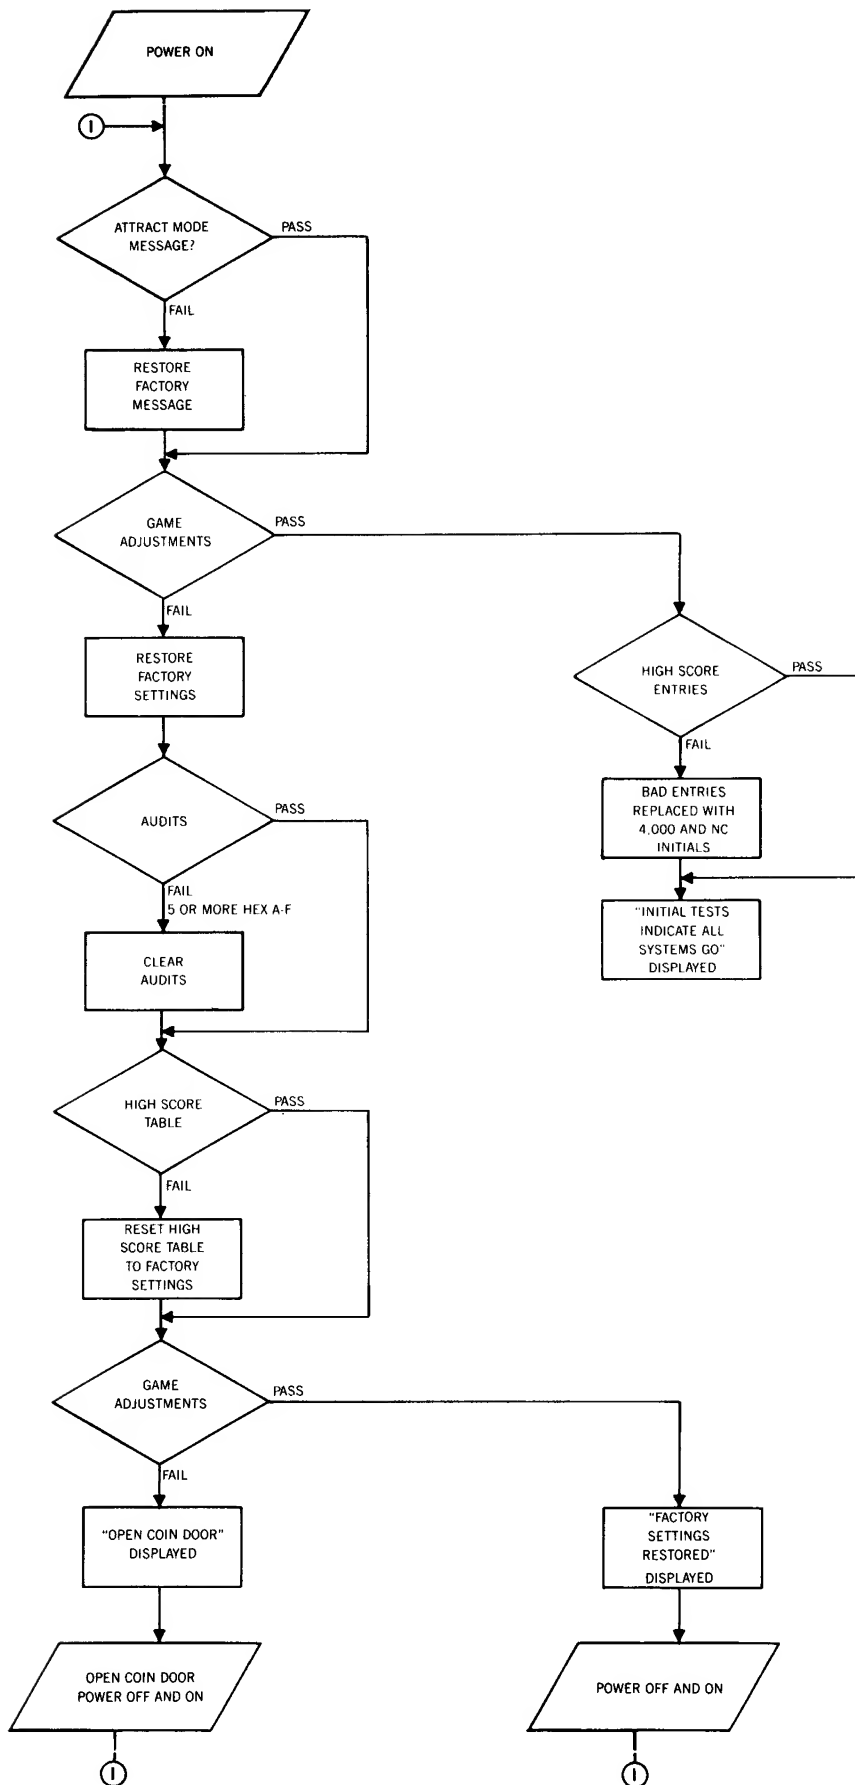 POWER ON
I
ATTRACT MODE
MESSAGE?
PASS
FAIL
RESTORE
FACTORY
MESSAGE
GAME
ADJUSTMENTS
PASS
FAIL
RESTORE
FACTORY
SETTINGS
HIGH SCORE
ENTRIES
PASS
FAIL
BAD ENTRIES
REPLACED WITH
4,000 AND NC
INITIALS
"INITIAL TESTS
INDICATE ALL
SYSTEMS GO"
DISPLAYED
AUDITS
PASS
FAIL
5 OR MORE HEX A-F
CLEAR
AUDITS
HIGH SCORE
TABLE
PASS
FAIL
RESET HIGH
SCORE TABLE
TO FACTORY
SETTINGS
GAME
ADJUSTMENTS
PASS
FAIL
"OPEN COIN DOOR"
DISPLAYED
"FACTORY
SETTINGS
RESTORED"
DISPLAYED
OPEN COIN DOOR
POWER OFF AND ON
POWER OFF AND ON
I
I